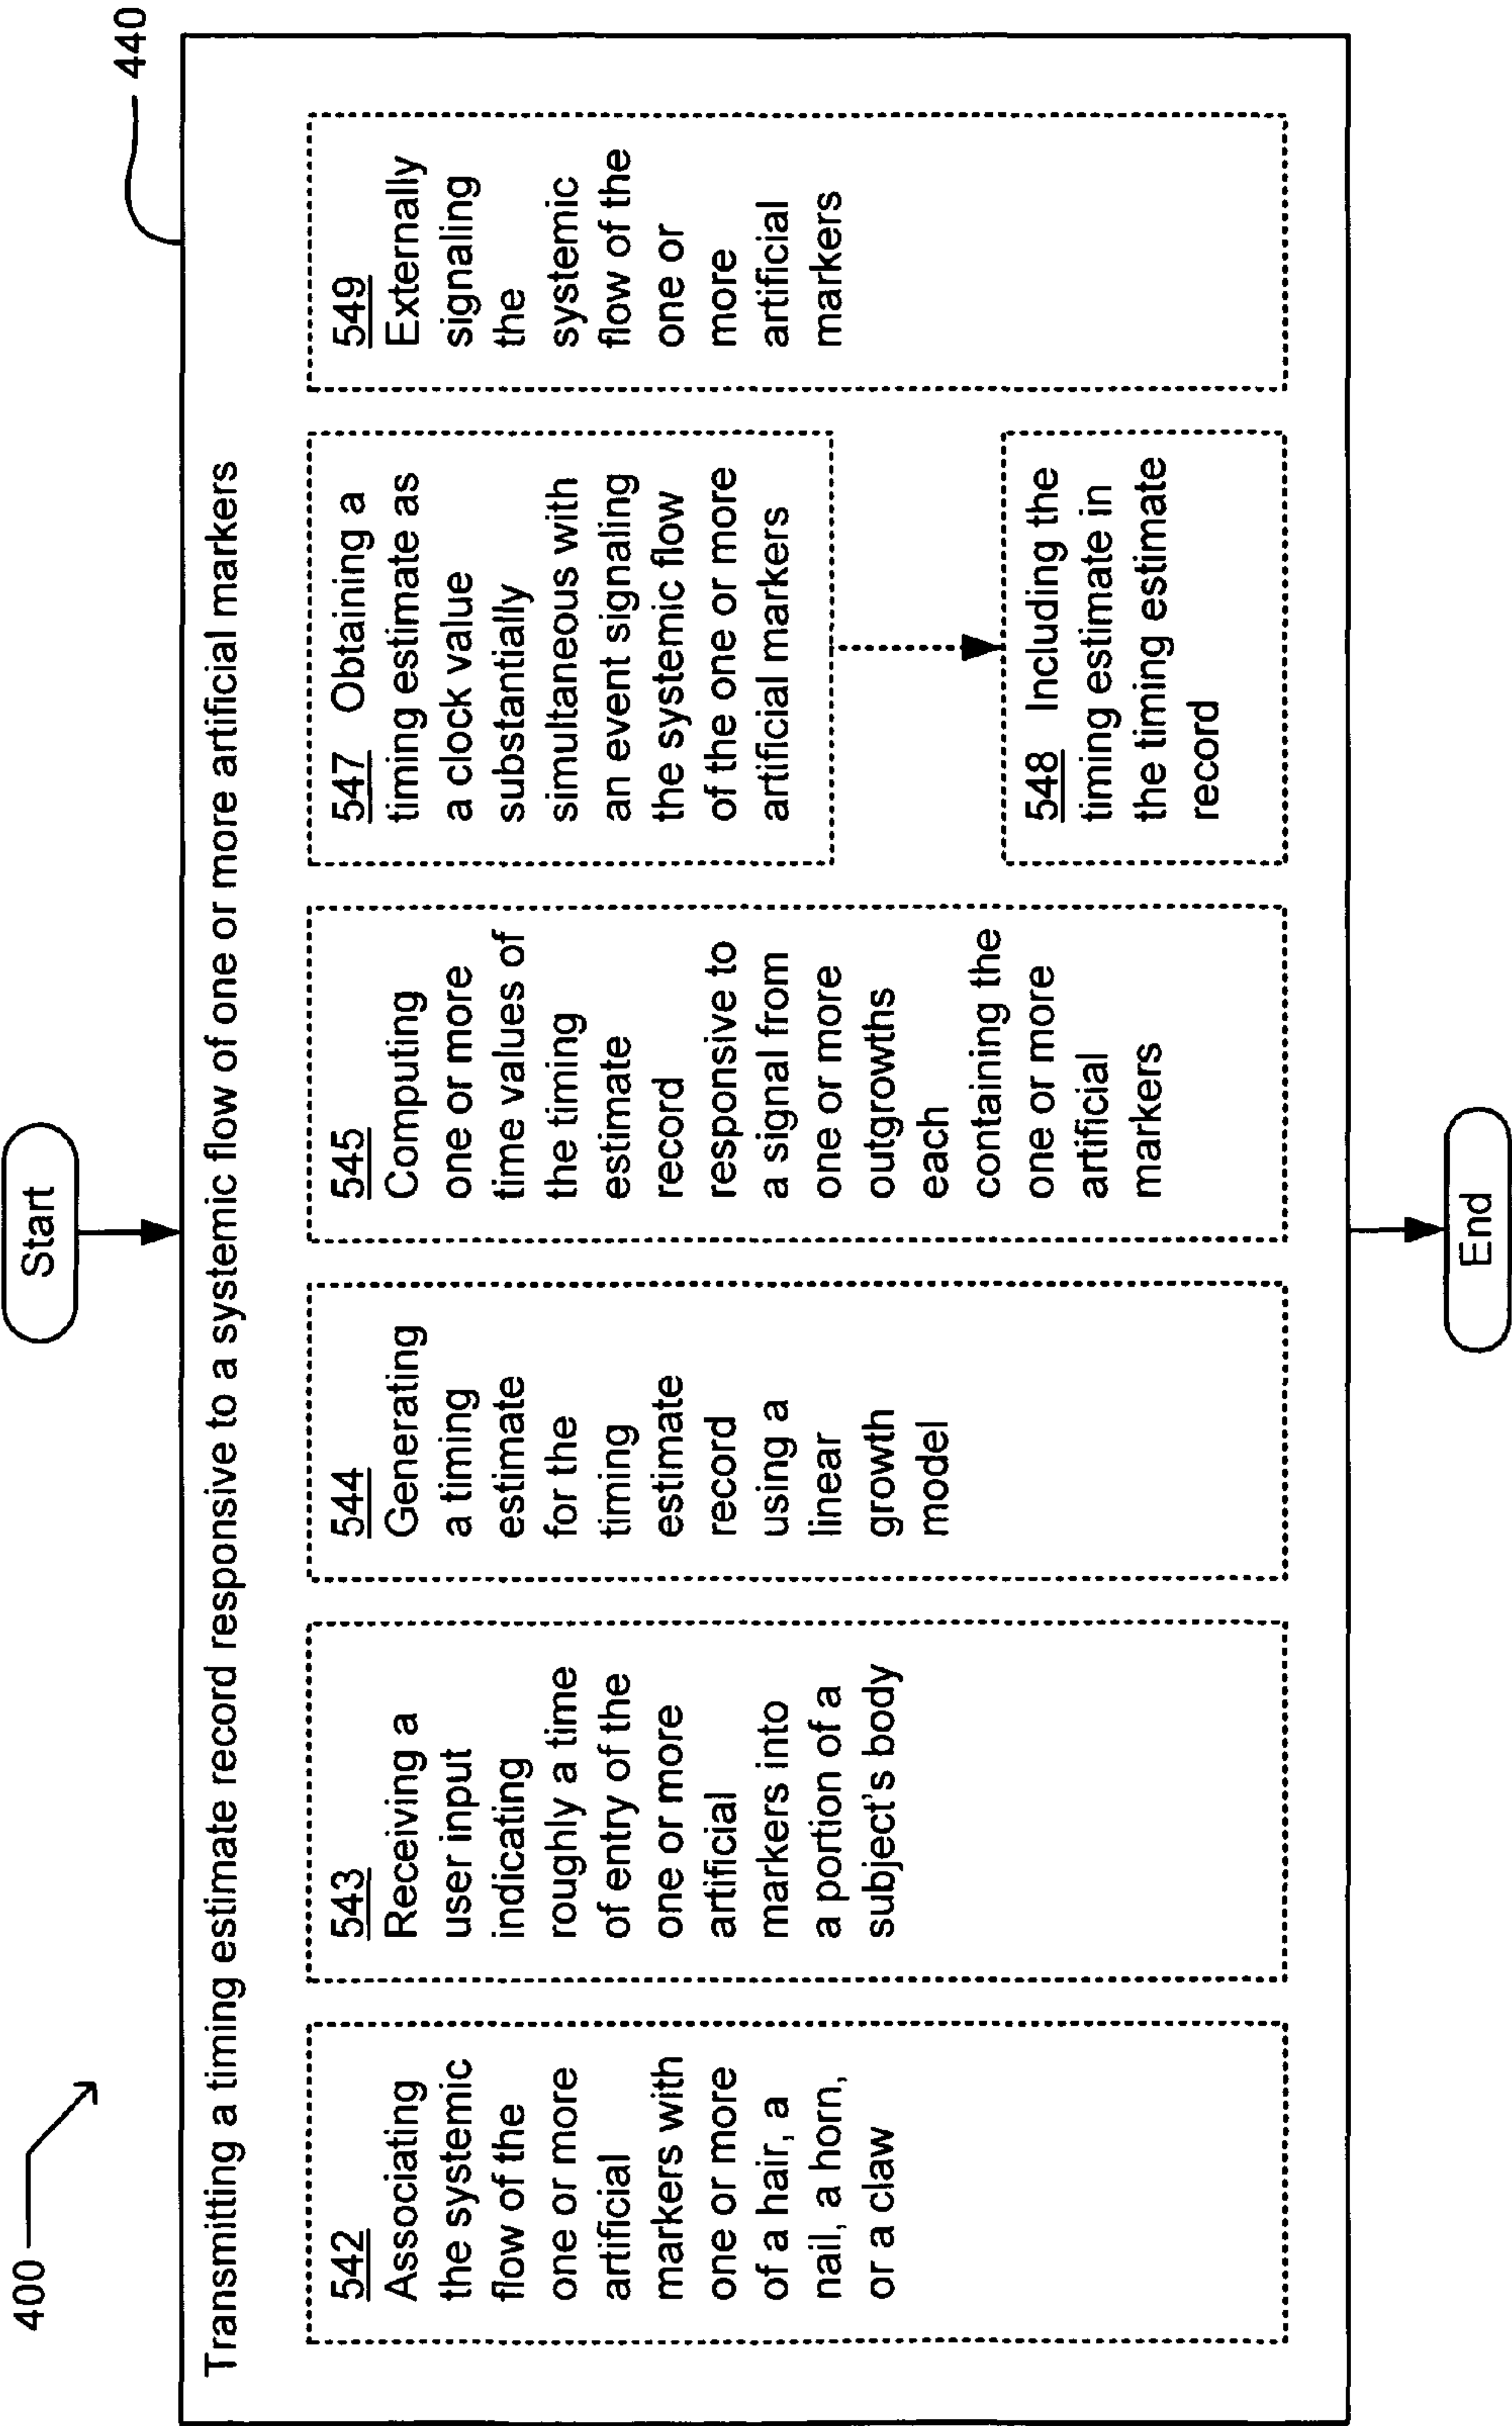 400
Start
440
Transmitting a timing estimate record responsive to a systemic flow of one or more artificial markers
542
Associating
the systemic
flow of the
one or more
artificial
markers with
one or more
of a hair, a
nail, a horn,
or a claw
543
Receiving a
user input
indicating
roughly a time
of entry of the
one or more
artificial
markers into
a portion of a
subject's body
544
Generating
a timing
estimate
for the
timing
estimate
record
using a
linear
growth
model
545
Computing
one or more
time values of
the timing
estimate
record
responsive to
a signal from
one or more
outgrowths
each
containing the
one or more
artificial
markers
547 Obtaining a
timing estimate as
a clock value
substantially
simultaneous with
an event signaling
the systemic flow
of the one or more
artificial markers
548 Including the
timing estimate in
the timing estimate
record
549
Externally
signaling
the
systemic
flow of the
one or
more
artificial
markers
End